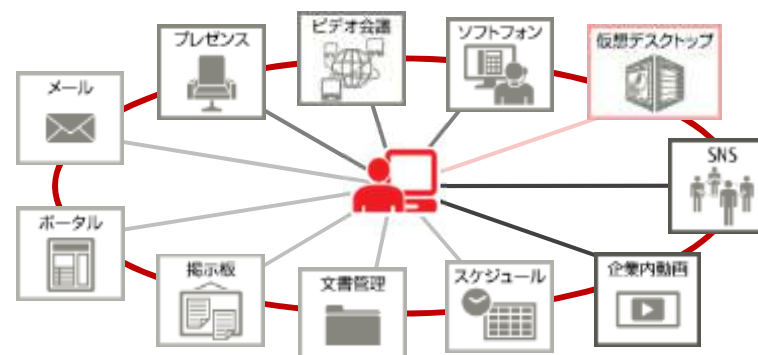 ビデオ会議
プレゼンス
ソフトフォン
仮想デスクトップ
メール
SNS
ポータル
掲示板
文書管理
スケジュール
企業内動画